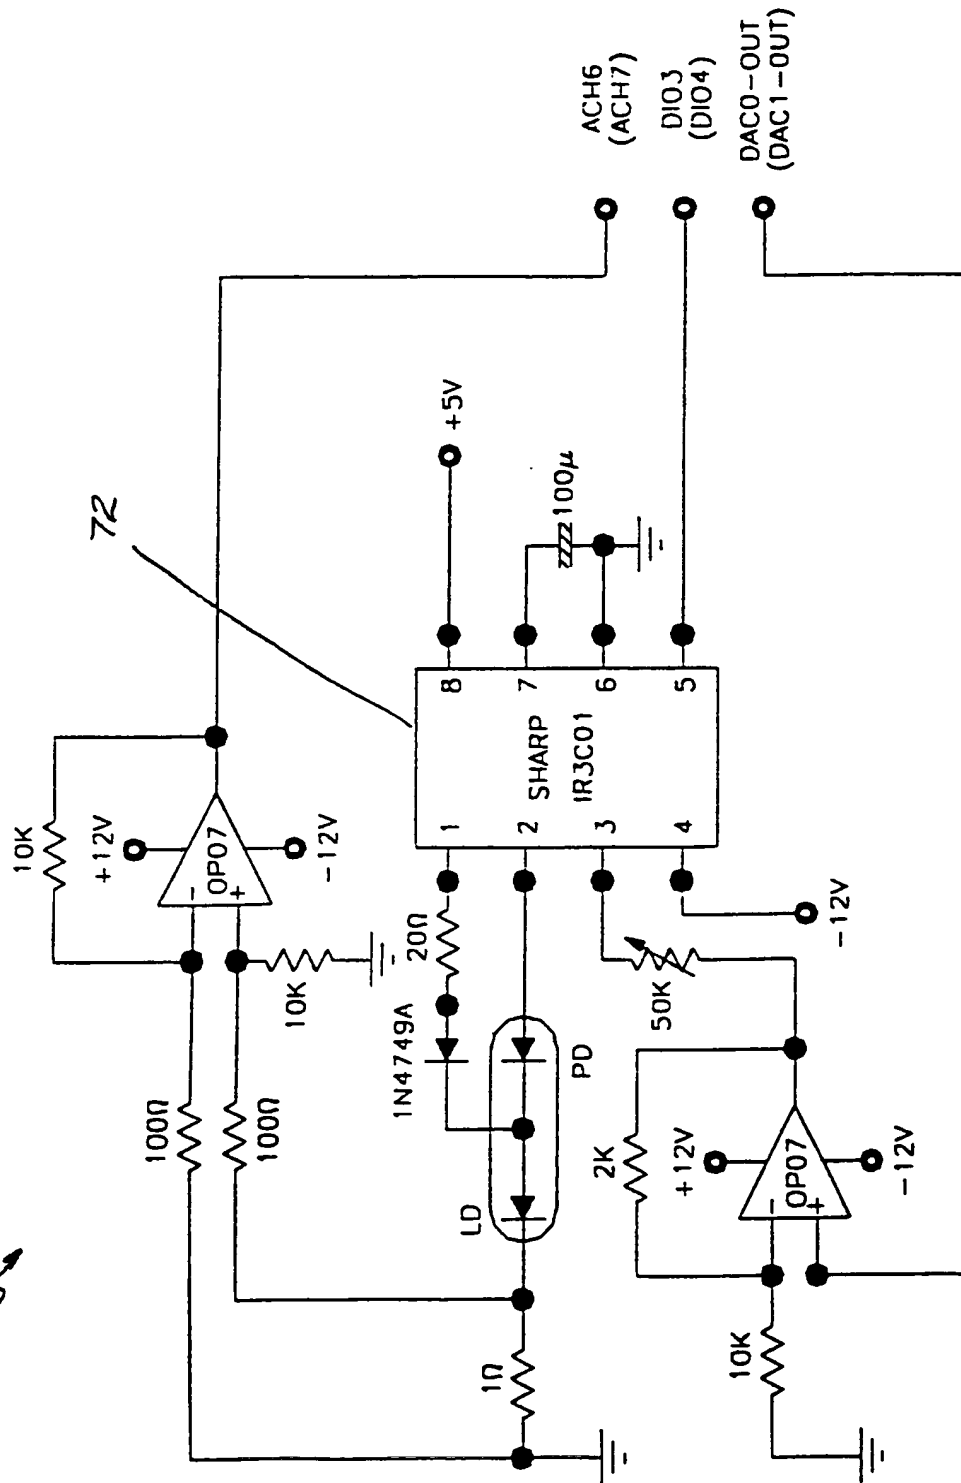 72
10K
+12V
OP07
-
+
-12V
10K
100Ω
100Ω
ACH6
(ACH7)
DIO3
(DIO4)
DAC0-OUT
(DAC1-OUT)
+5V
100μ
8
7
6
5
SHARP
IR3C01
1
2
3
4
20Ω
1N4749A
PD
LD
1Ω
50K
-12V
2K
+12V
OP07
-
+
-12V
10K